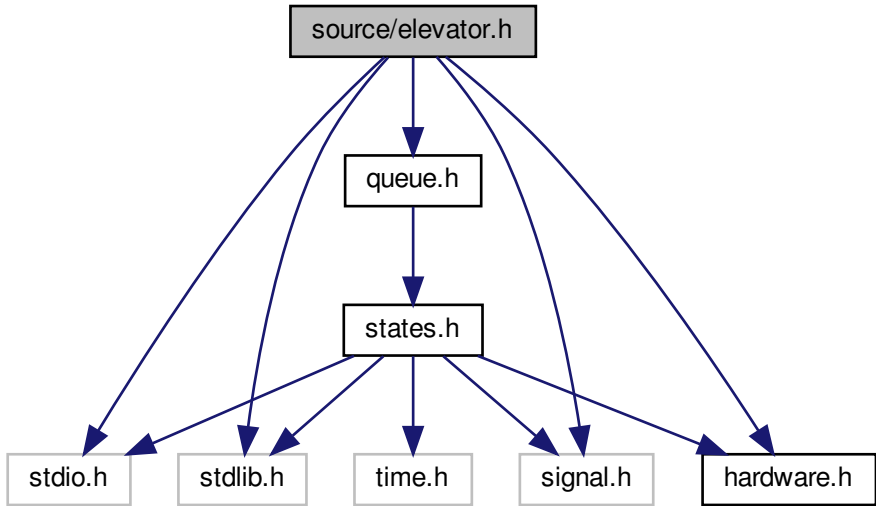 source/elevator.h
queue.h
states.h
stdio.h
stdlib.h
time.h
signal.h
hardware.h